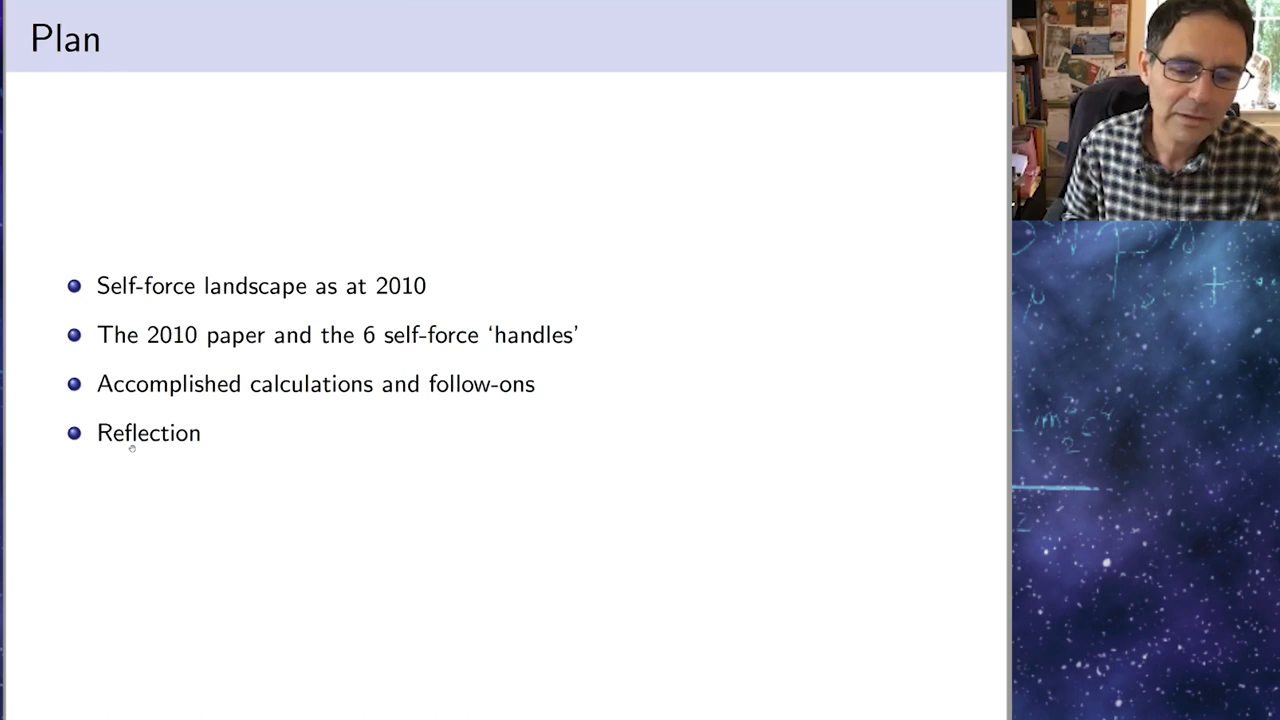 Plan
Self-force landscape as at 2010
The 2010 paper and the 6 self-force ‘handles’
Accomplished calculations and follow-ons
Reflection